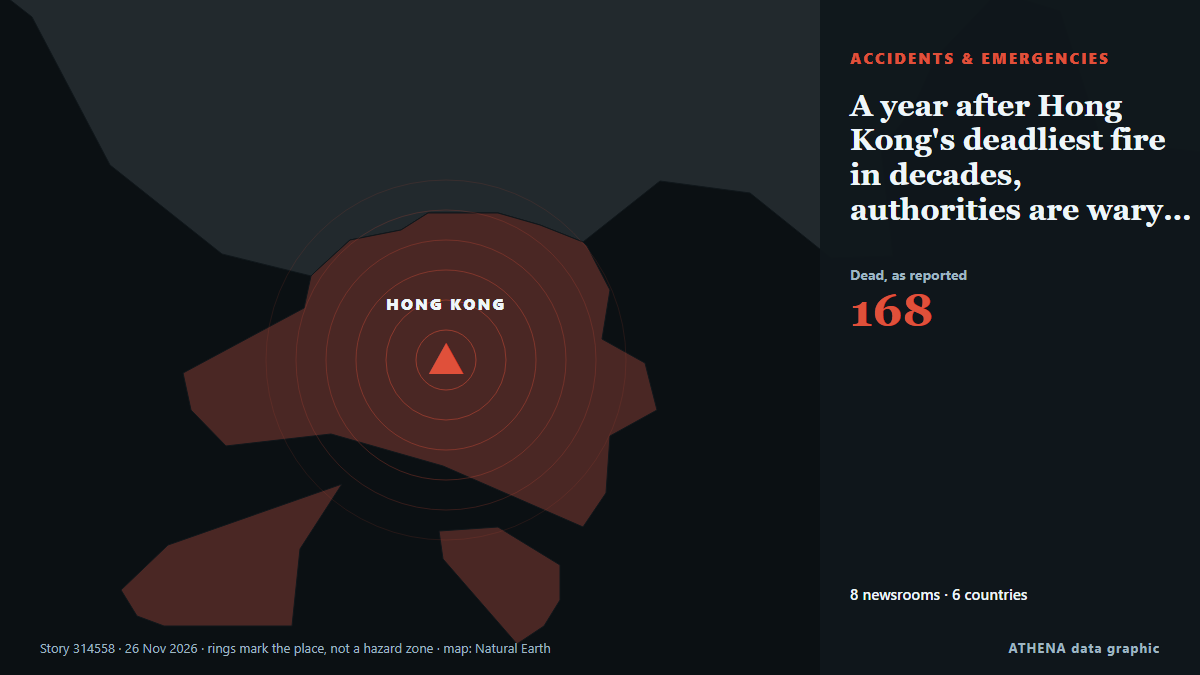 ACCIDENTS & EMERGENCIES
A year after Hong
Kong's deadliest fire
in decades,
authorities are wary...
Dead, as reported
168
HONG KONG
8 newsrooms · 6 countries
Story 314558 · 26 Nov 2026 · rings mark the place, not a hazard zone · map: Natural Earth
ATHENA data graphic